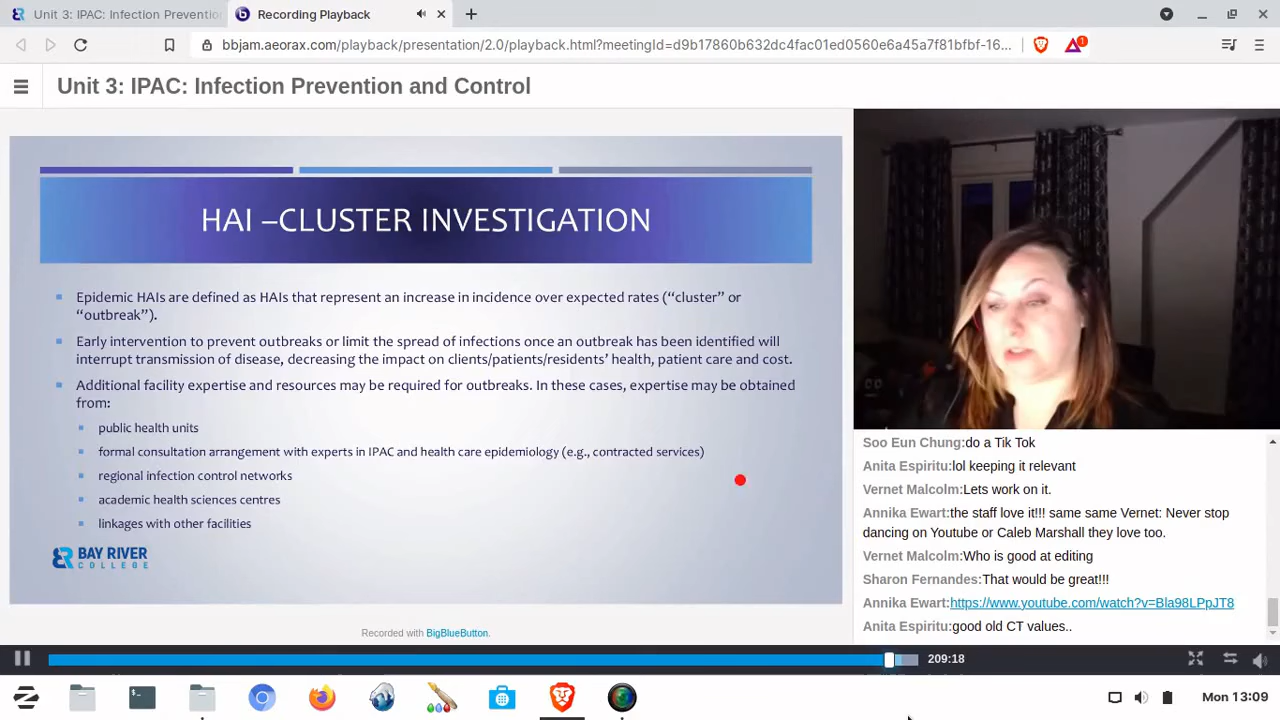 Unit 3: IPAC: Infection Preventio
Recording Playback
bbjam.aeorax.com/playback/presentation/2.0/playback.html?meetingId=d9b17860b632dc4fac01ed0560e6a45a7f81bfbf-16...
1
Unit 3: IPAC: Infection Prevention and Control
HAI –CLUSTER INVESTIGATION
Epidemic HAIs are defined as HAIs that represent an increase in incidence over expected rates (“cluster” or
“outbreak”).
Early intervention to prevent outbreaks or limit the spread of infections once an outbreak has been identified will
interrupt transmission of disease, decreasing the impact on clients/patients/residents’ health, patient care and cost.
Additional facility expertise and resources may be required for outbreaks. In these cases, expertise may be obtained
from:
public health units
formal consultation arrangement with experts in IPAC and health care epidemiology (e.g., contracted services)
regional infection control networks
academic health sciences centres
linkages with other facilities
BAY RIVER
COLLEGE
Recorded with BigBlueButton.
Soo Eun Chung:do a Tik Tok
Anita Espiritu:lol keeping it relevant
Vernet Malcolm:Lets work on it.
Annika Ewart:the staff love it!!! same same Vernet: Never stop
dancing on Youtube or Caleb Marshall they love too.
Vernet Malcolm:Who is good at editing
Sharon Fernandes:That would be great!!!
Annika Ewart:https://www.youtube.com/watch?v=Bla98LPpJT8
Anita Espiritu:good old CT values..
209:18
Mon 13:09